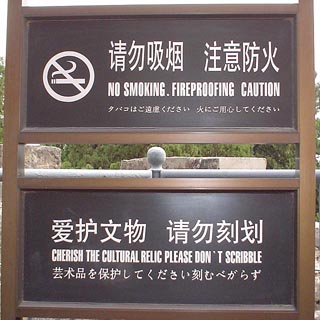 请勿吸烟 注意防火
NO SMOKING. FIREPROOFING CAUTION
タバコはご遠慮ください 火にご用心してください
爱护文物 请勿刻划
CHERISH THE CULTURAL RELIC PLEASE DON`T SCRIBBLE
芸术品を保护してください刻むべがらず